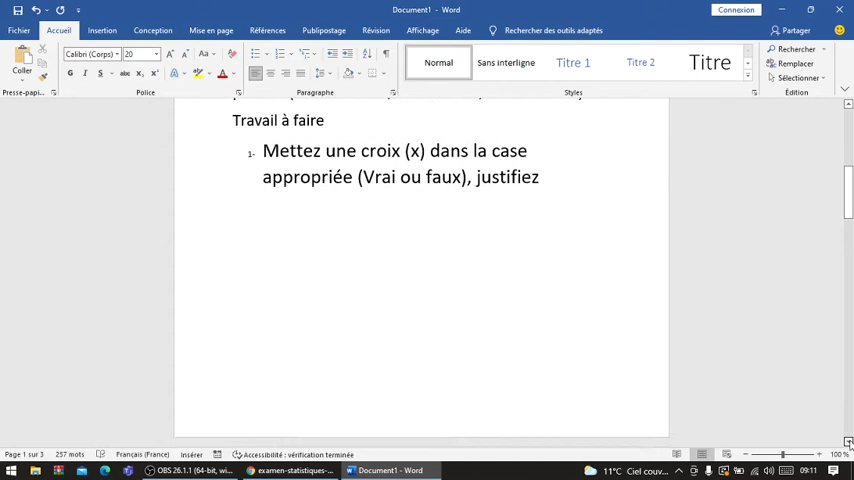 Document1 - Word
Connexion
Fichier Accueil Insertion Conception Mise en page Références Publipostage Révision Affichage Aide Rechercher des outils adaptés Partager
Calibri (Corps) 20
Coller
Normal Sans interligne Titre 1 Titre 2 Titre
Rechercher
Remplacer
Sélectionner
Presse-papi... Police Paragraphe Styles Édition
Travail à faire
1- Mettez une croix (x) dans la case
appropriée (Vrai ou faux), justifiez
Page 1 sur 3 257 mots Français (France) Insérer Accessibilité : vérification terminée 100 %
OBS 26.1.1 (64-bit, wi... examen-statistiques-... Document1 - Word 11°C Ciel couv... 09:11